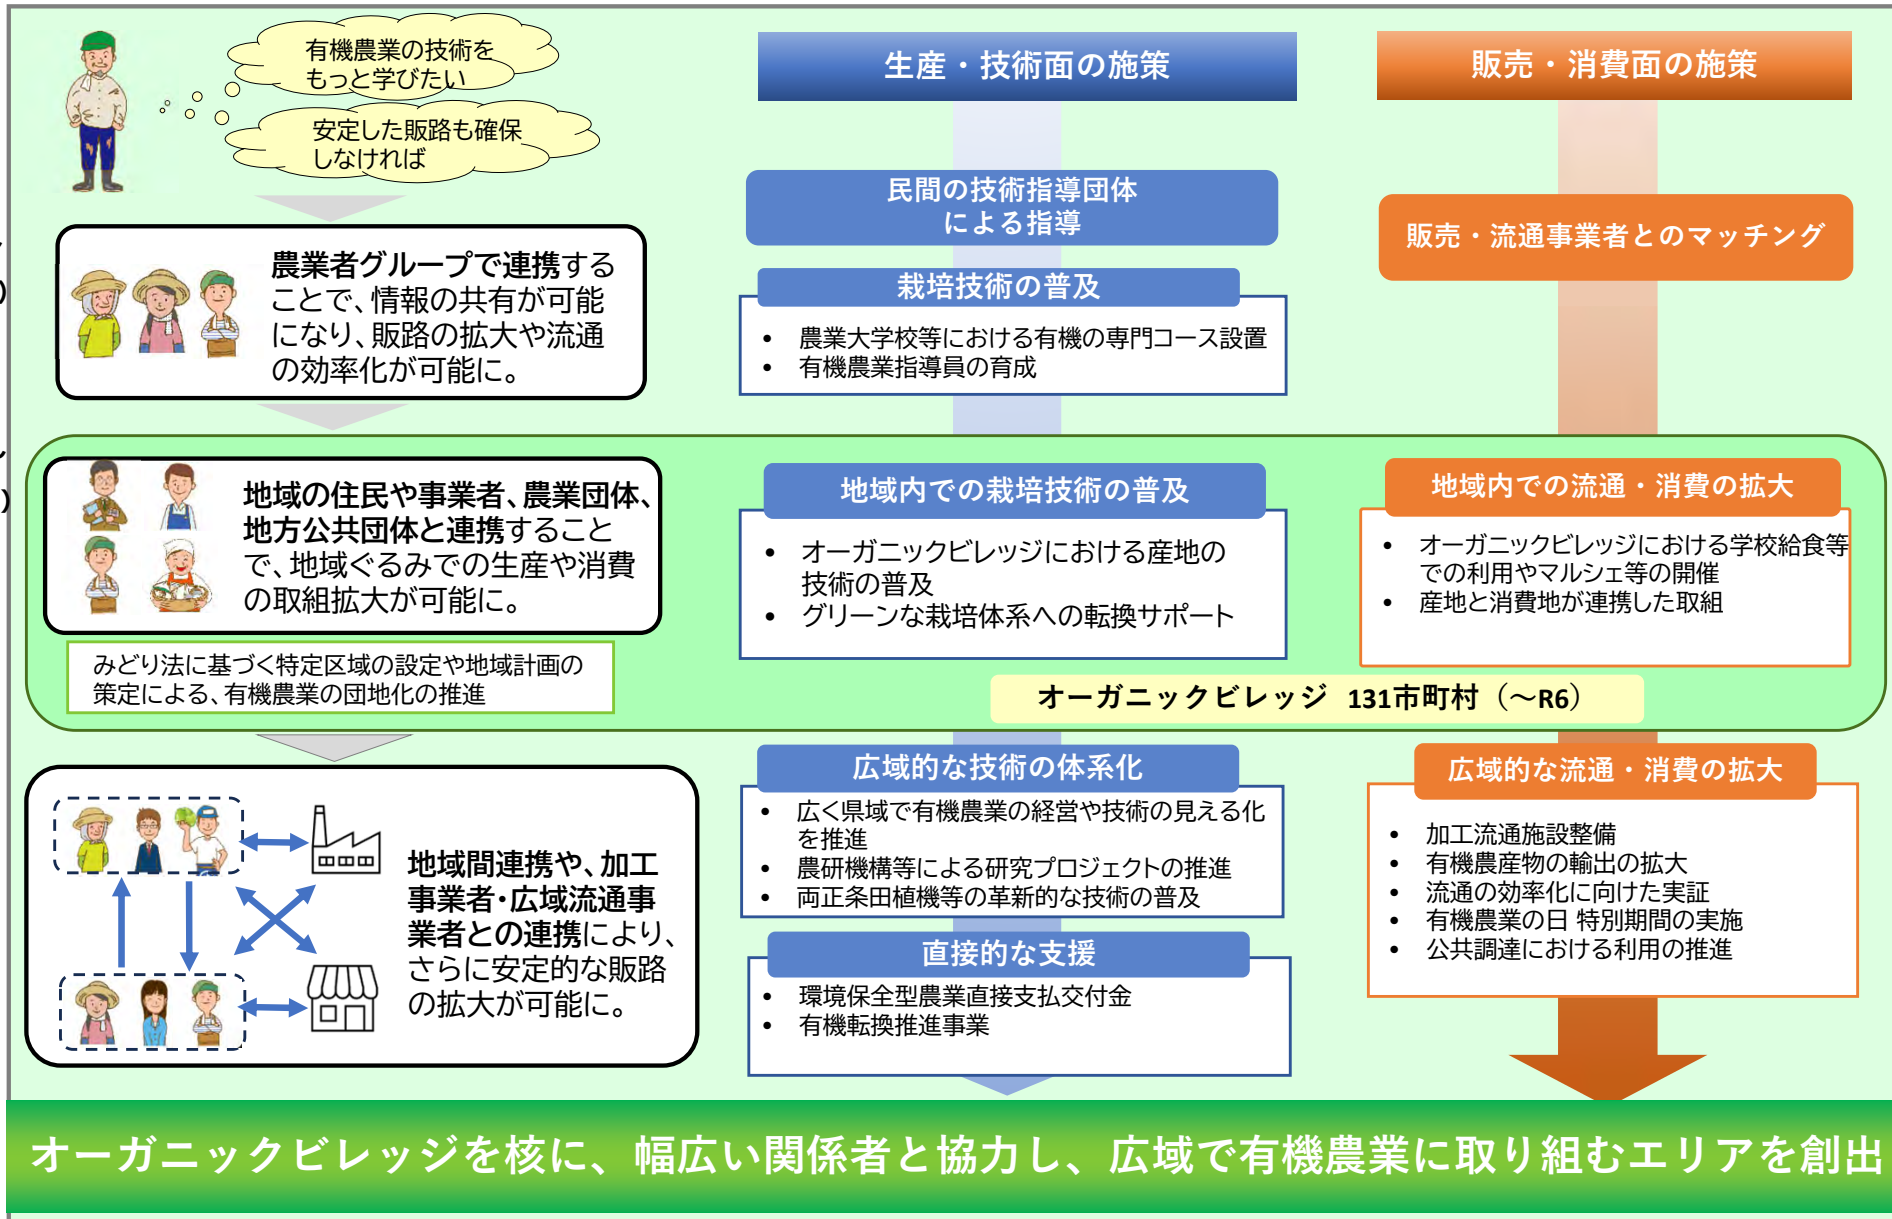 有機農業の技術を
もっと学びたい
安定した販路も確保
しなければ
農業者グループで連携する
ことで、情報の共有が可能
になり、販路の拡大や流通
の効率化が可能に。
地域の住民や事業者、農業団体、
地方公共団体と連携すること
で、地域ぐるみでの生産や消費
の取組拡大が可能に。
みどり法に基づく特定区域の設定や地域計画の
策定による、有機農業の団地化の推進
地域間連携や、加工
事業者・広域流通事
業者との連携により、
さらに安定的な販路
の拡大が可能に。
生産・技術面の施策
民間の技術指導団体
による指導
栽培技術の普及
• 農業大学校等における有機の専門コース設置
• 有機農業指導員の育成
地域内での栽培技術の普及
• オーガニックビレッジにおける産地の
技術の普及
• グリーンな栽培体系への転換サポート
オーガニックビレッジ 131市町村（～R6）
広域的な技術の体系化
• 広く県域で有機農業の経営や技術の見える化
を推進
• 農研機構等による研究プロジェクトの推進
• 両正条田植機等の革新的な技術の普及
直接的な支援
• 環境保全型農業直接支払交付金
• 有機転換推進事業
販売・消費面の施策
販売・流通事業者とのマッチング
地域内での流通・消費の拡大
• オーガニックビレッジにおける学校給食等
での利用やマルシェ等の開催
• 産地と消費地が連携した取組
広域的な流通・消費の拡大
• 加工流通施設整備
• 有機農産物の輸出の拡大
• 流通の効率化に向けた実証
• 有機農業の日 特別期間の実施
• 公共調達における利用の推進
オーガニックビレッジを核に、幅広い関係者と協力し、広域で有機農業に取り組むエリアを創出